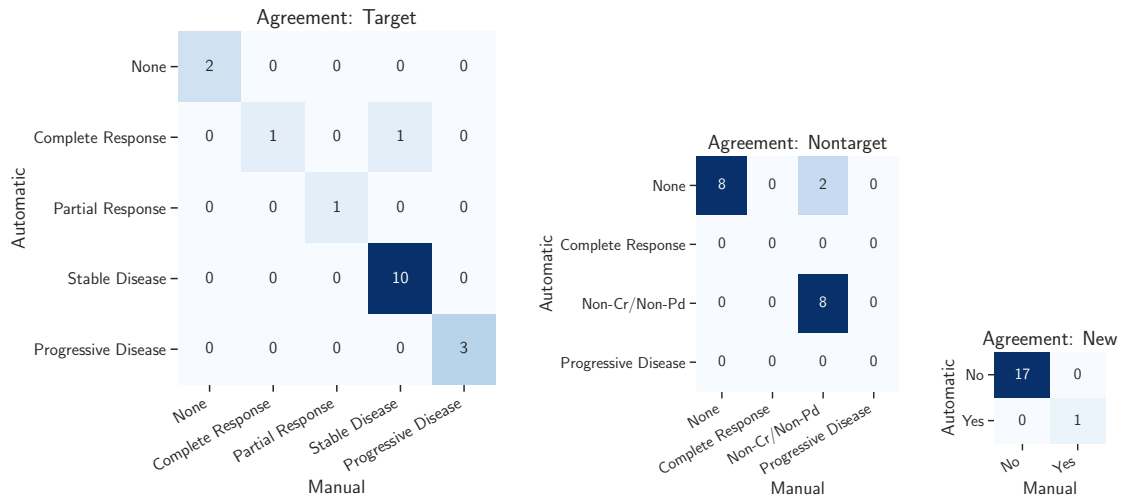 Agreement: Target
Automatic
None 2 0 0 0 0
Complete Response 0 1 0 1 0
Partial Response 0 0 1 0 0
Stable Disease 0 0 0 10 0
Progressive Disease 0 0 0 0 3
None Complete Response Partial Response Stable Disease Progressive Disease
Manual
Agreement: Nontarget
Automatic
None 8 0 2 0
Complete Response 0 0 0 0
Non-Cr/Non-Pd 0 0 8 0
Progressive Disease 0 0 0 0
None Complete Response Non-Cr/Non-Pd Progressive Disease
Manual
Agreement: New
Automatic
No 17 0
Yes 0 1
No Yes
Manual